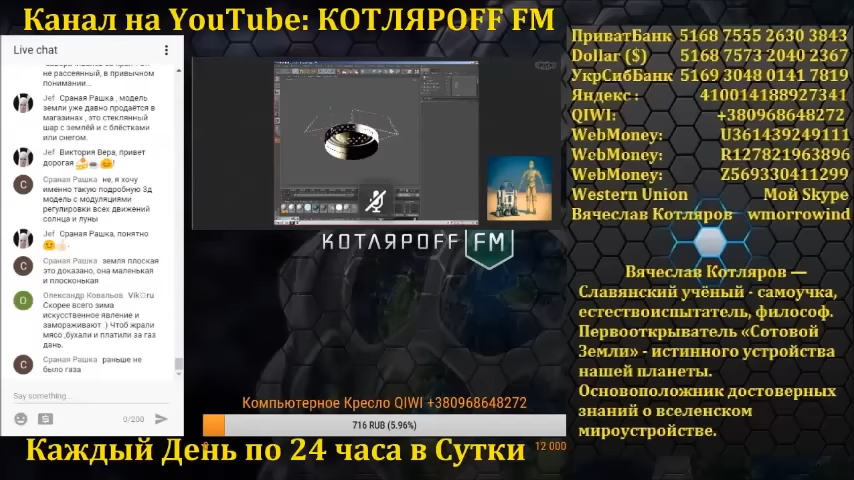 Канал на YouTube: КОТЛЯРОFF FM
Live chat
не рассеянный, в привычном
понимании...
Jef Сраная Рашка , модель
земли уже давно продаётся в
магазинах , это стеклянный
шар с землёй и с блёстками
или снегом.
Jef Виктория Вера, привет
дорогая
Сраная Рашка не, я хочу
именно такую подробную 3д
модель с модуляциями
регулировки всех движений
солнца и луны
Jef Сраная Рашка, понятно
Сраная Рашка земля плоская
это доказано, она маленькая
и плосконькая
Олександр Ковальов
Скорее всего зима
искусственное явление и
замораживают ) Чтоб жрали
мясо ,бухали и платили за газ
дань.
Сраная Рашка раньше не
было газа
Say something...
0/200
КОТЛЯРОFF FM
Компьютерное Кресло QIWI +380968648272
716 RUB (5.96%)
0
12 000
Каждый День по 24 часа в Сутки
ПриватБанк 5168 7555 2630 3843
Dollar ($) 5168 7573 2040 2367
УкрСибБанк 5169 3048 0141 7819
Яндекс : 410014188927341
QIWI: +380968648272
WebMoney: U361439249111
WebMoney: R127821963896
WebMoney: Z569330411299
Western Union Мой Skype
Вячеслав Котляров wmorrowind
Вячеслав Котляров —
Славянский учёный - самоучка,
естествоиспытатель, философ.
Первооткрыватель «Сотовой
Земли» - истинного устройства
нашей планеты.
Основоположник достоверных
знаний о вселенском
мироустройстве.